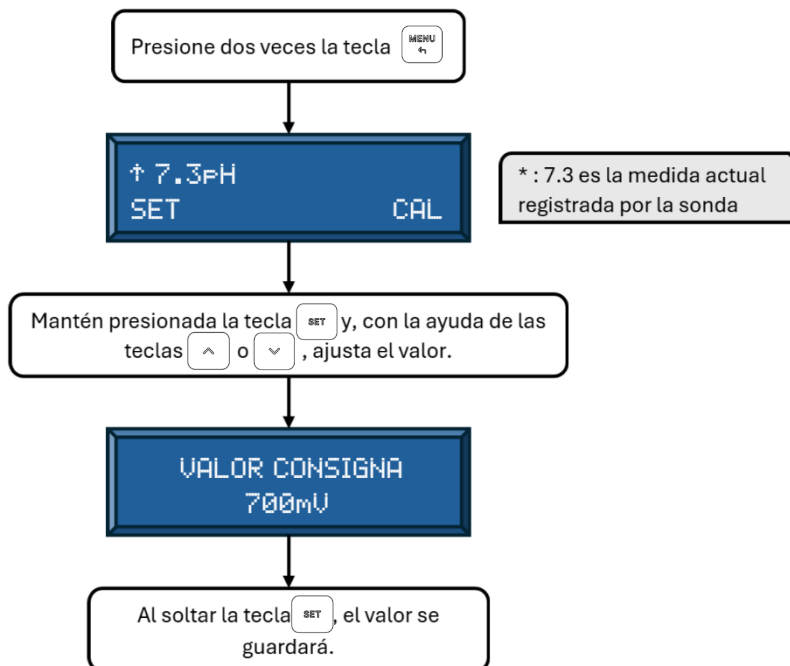 Presione dos veces la tecla MENU
↑ 7.3pH
SET CAL
* : 7.3 es la medida actual
registrada por la sonda
Mantén presionada la tecla SET y, con la ayuda de las
teclas o , ajusta el valor.
VALOR CONSIGNA
700mV
Al soltar la tecla SET , el valor se
guardará.